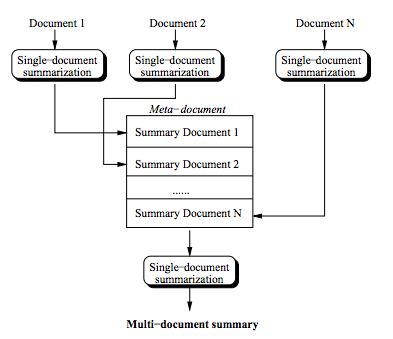 Document 1
Document 2
Document N
Single−document
summarization
Single−document
summarization
Single−document
summarization
Meta−document
Summary Document 1
Summary Document 2
......
Summary Document N
Single−document
summarization
Multi−document summary